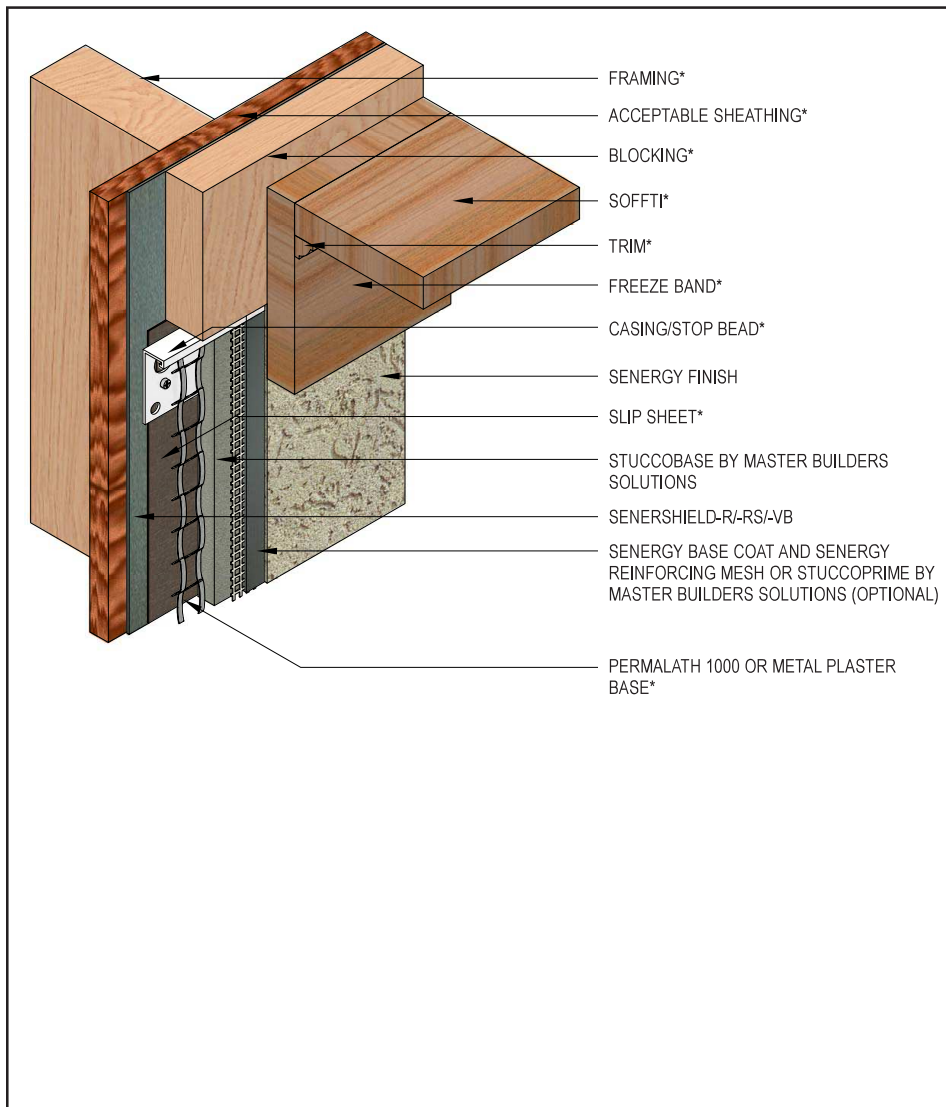 FRAMING*
ACCEPTABLE SHEATHING*
BLOCKING*
SOFFTI*
TRIM*
FREEZE BAND*
CASING/STOP BEAD*
SENERGY FINISH
SLIP SHEET*
STUCCOBASE BY MASTER BUILDERS
SOLUTIONS
SENERSHIELD-R/-RS/-VB
SENERGY BASE COAT AND SENERGY
REINFORCING MESH OR STUCCOPRIME BY
MASTER BUILDERS SOLUTIONS (OPTIONAL)
PERMALATH 1000 OR METAL PLASTER
BASE*